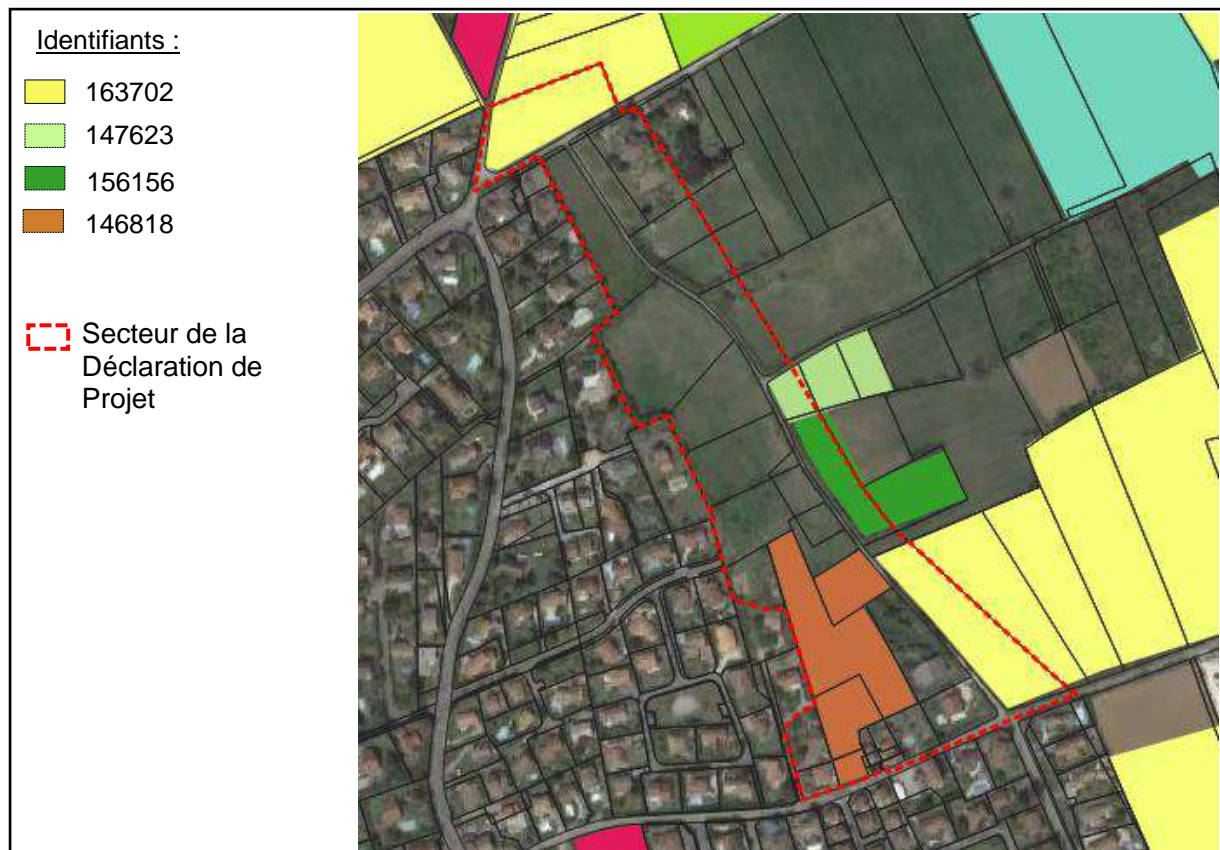 Identifiants :
163702
147623
156156
146818
Secteur de la
Déclaration de
Projet